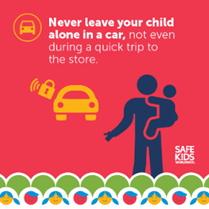 Never leave your child
alone in a car, not even
during a quick trip to
the store.
SAFE
KIDS
WORLDWIDE